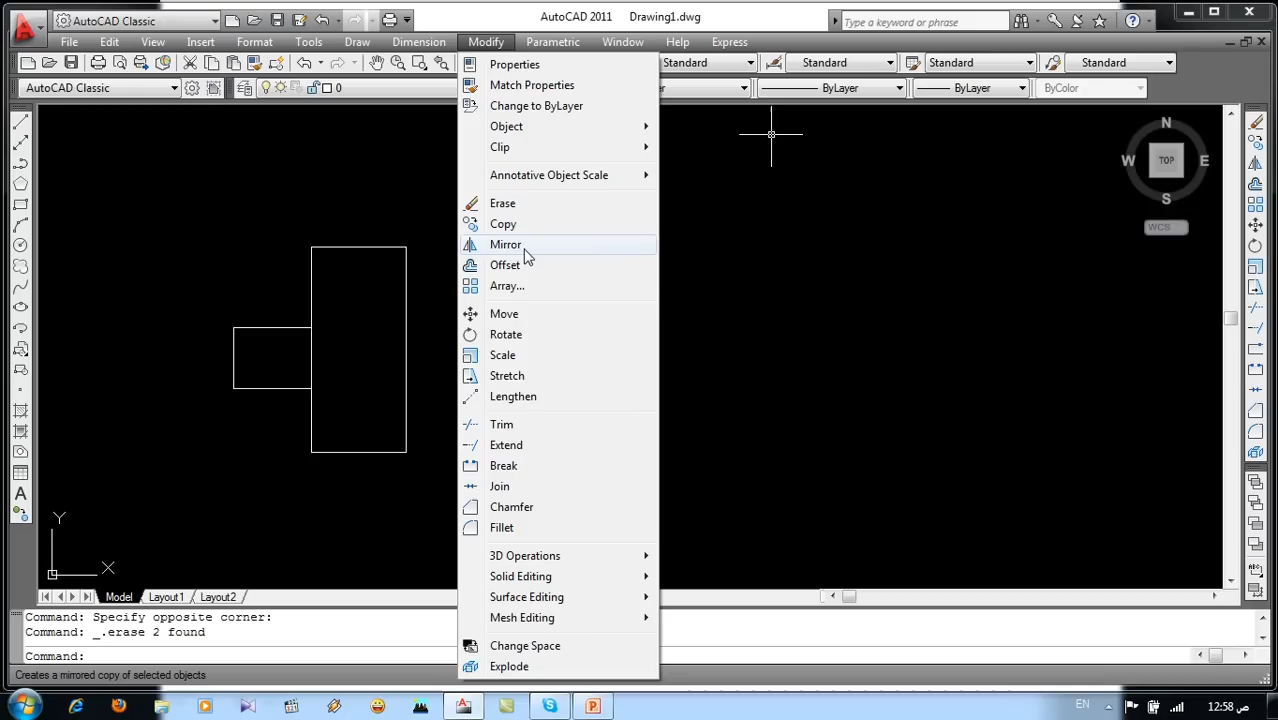 AutoCAD Classic
AutoCAD 2011 Drawing1.dwg
Type a keyword or phrase
File Edit View Insert Format Tools Draw Dimension Modify Parametric Window Help Express
Standard Standard Standard Standard
AutoCAD Classic
0
ByLayer ByLayer ByColor
Properties
Match Properties
Change to ByLayer
Object
Clip
Annotative Object Scale
Erase
Copy
Mirror
Offset
Array...
Move
Rotate
Scale
Stretch
Lengthen
Trim
Extend
Break
Join
Chamfer
Fillet
3D Operations
Solid Editing
Surface Editing
Mesh Editing
Change Space
Explode
N
W TOP E
S
WCS
A
Y
X
Model Layout1 Layout2
Command: Specify opposite corner:
Command: _.erase 2 found
Command:
Creates a mirrored copy of selected objects
EN
12:58 ص